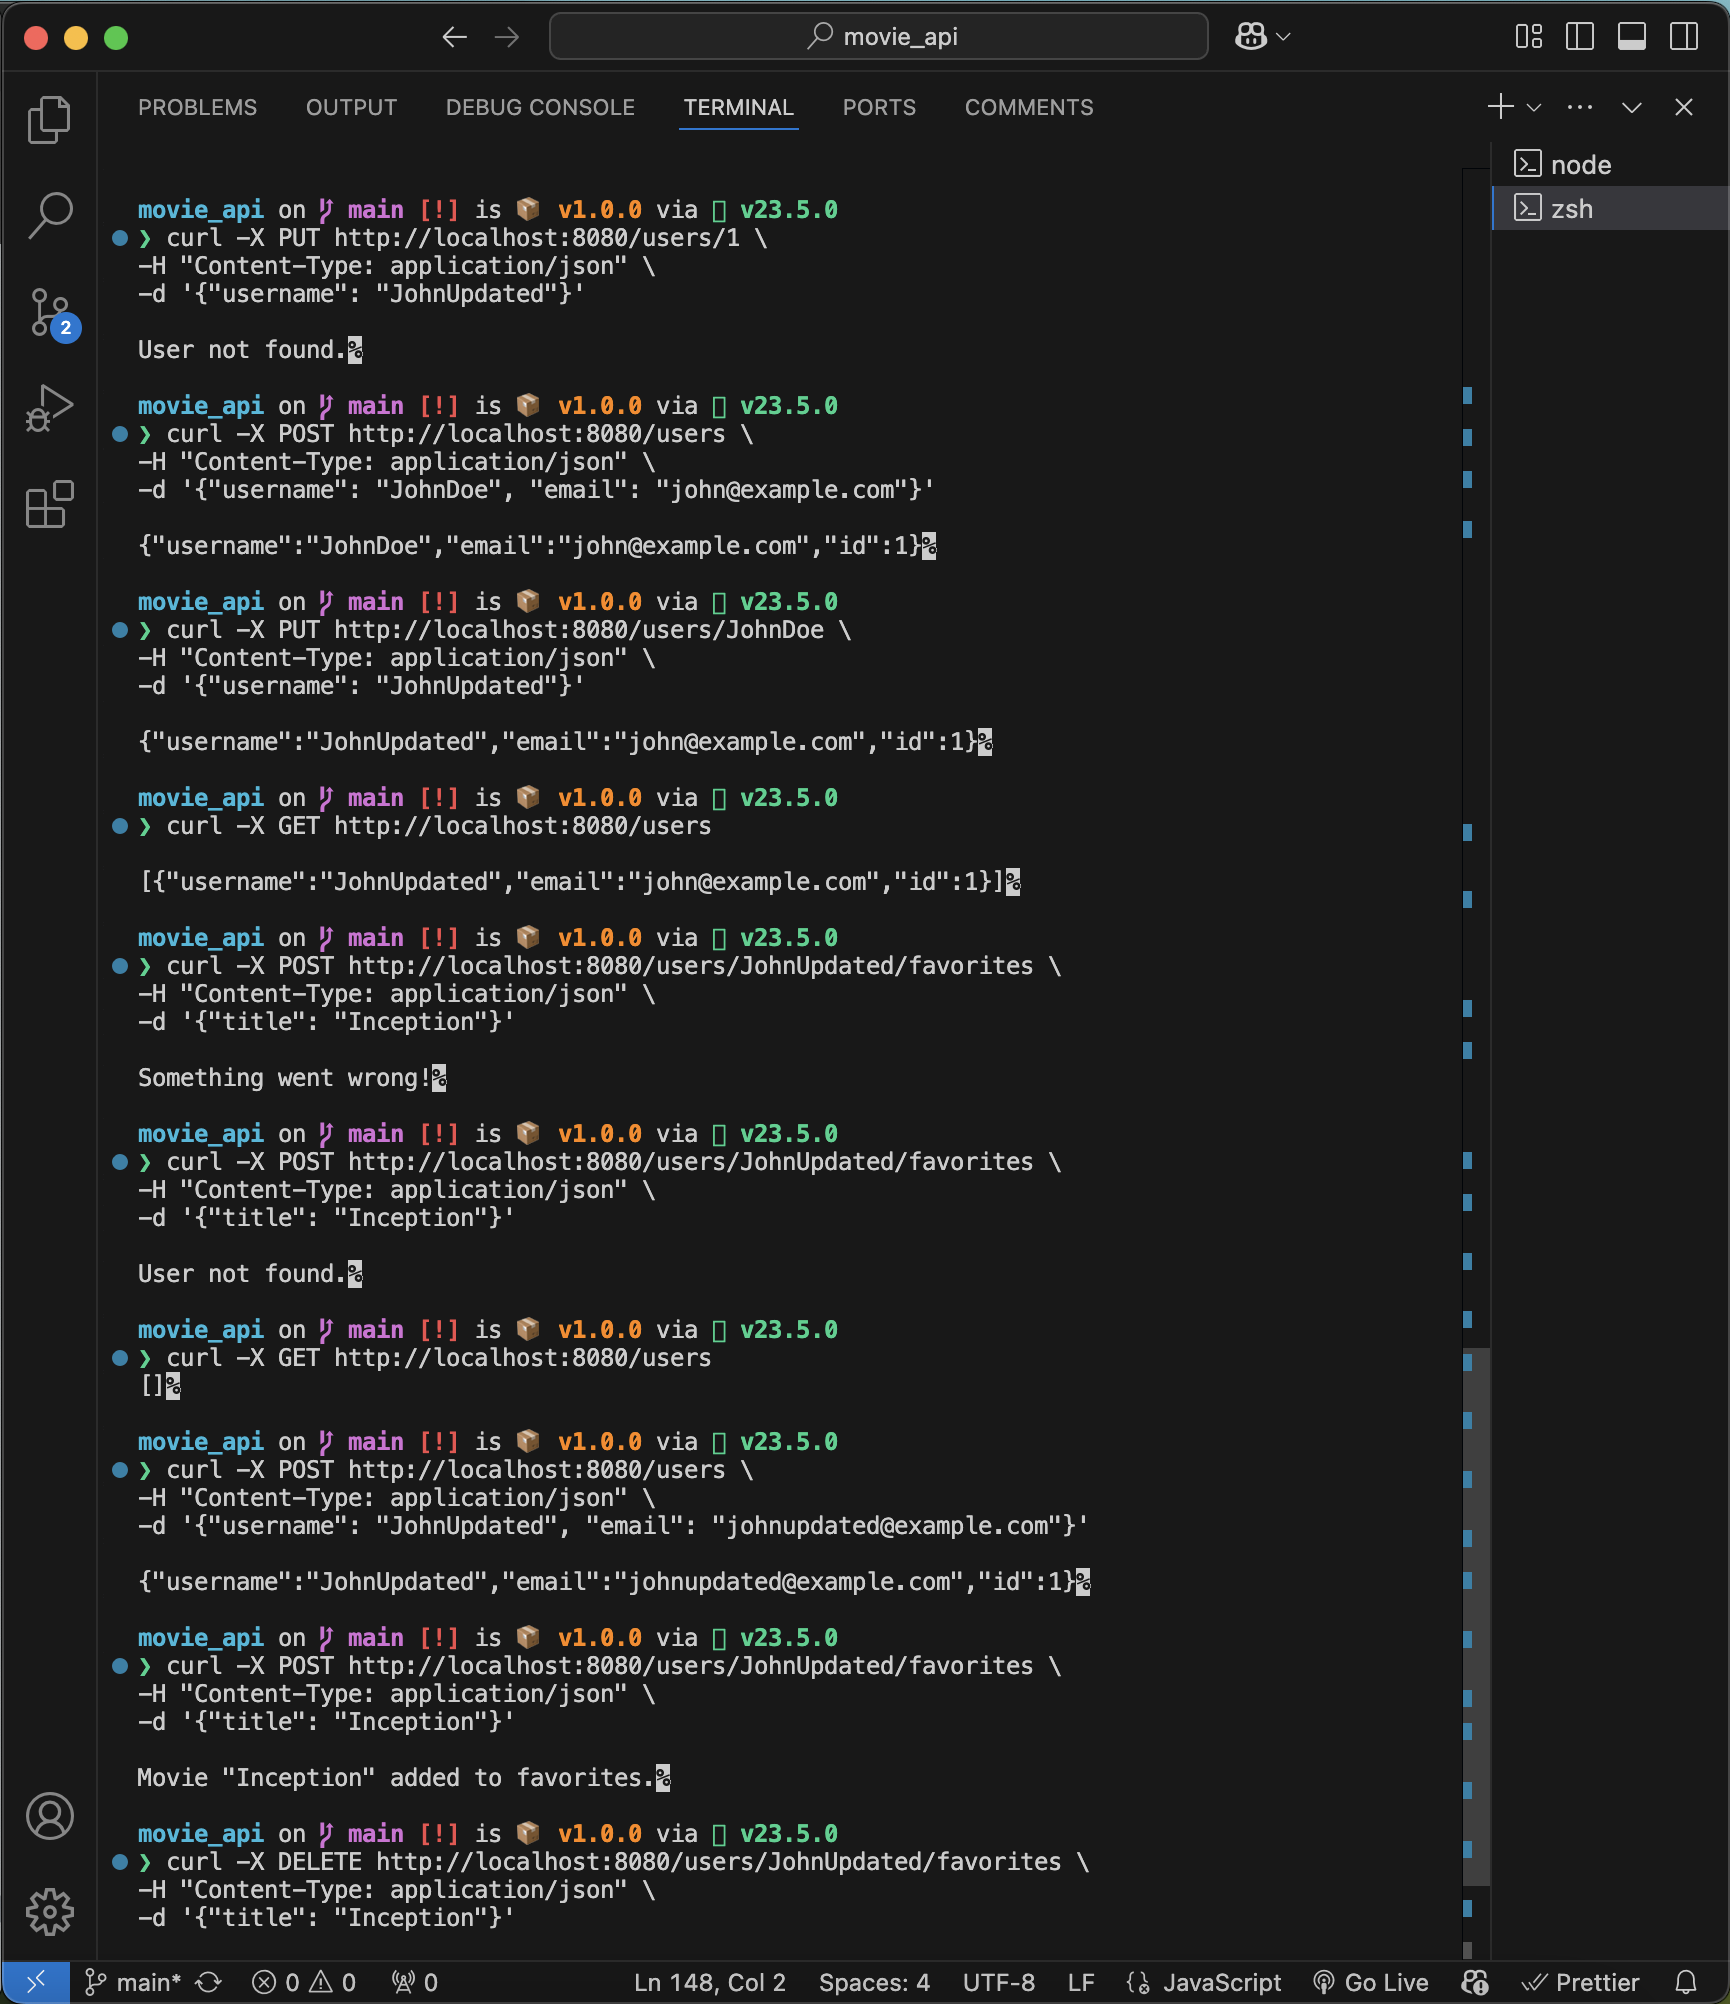 movie_api
PROBLEMS OUTPUT DEBUG CONSOLE TERMINAL PORTS COMMENTS
node
zsh
2
movie_api on main [!] is v1.0.0 via v23.5.0
❯ curl -X PUT http://localhost:8080/users/1 \
-H "Content-Type: application/json" \
-d '{"username": "JohnUpdated"}'
User not found.%
movie_api on main [!] is v1.0.0 via v23.5.0
❯ curl -X POST http://localhost:8080/users \
-H "Content-Type: application/json" \
-d '{"username": "JohnDoe", "email": "john@example.com"}'
{"username":"JohnDoe","email":"john@example.com","id":1}%
movie_api on main [!] is v1.0.0 via v23.5.0
❯ curl -X PUT http://localhost:8080/users/JohnDoe \
-H "Content-Type: application/json" \
-d '{"username": "JohnUpdated"}'
{"username":"JohnUpdated","email":"john@example.com","id":1}%
movie_api on main [!] is v1.0.0 via v23.5.0
❯ curl -X GET http://localhost:8080/users
[{"username":"JohnUpdated","email":"john@example.com","id":1}]%
movie_api on main [!] is v1.0.0 via v23.5.0
❯ curl -X POST http://localhost:8080/users/JohnUpdated/favorites \
-H "Content-Type: application/json" \
-d '{"title": "Inception"}'
Something went wrong!%
movie_api on main [!] is v1.0.0 via v23.5.0
❯ curl -X POST http://localhost:8080/users/JohnUpdated/favorites \
-H "Content-Type: application/json" \
-d '{"title": "Inception"}'
User not found.%
movie_api on main [!] is v1.0.0 via v23.5.0
❯ curl -X GET http://localhost:8080/users
[]%
movie_api on main [!] is v1.0.0 via v23.5.0
❯ curl -X POST http://localhost:8080/users \
-H "Content-Type: application/json" \
-d '{"username": "JohnUpdated", "email": "johnupdated@example.com"}'
{"username":"JohnUpdated","email":"johnupdated@example.com","id":1}%
movie_api on main [!] is v1.0.0 via v23.5.0
❯ curl -X POST http://localhost:8080/users/JohnUpdated/favorites \
-H "Content-Type: application/json" \
-d '{"title": "Inception"}'
Movie "Inception" added to favorites.%
movie_api on main [!] is v1.0.0 via v23.5.0
❯ curl -X DELETE http://localhost:8080/users/JohnUpdated/favorites \
-H "Content-Type: application/json" \
-d '{"title": "Inception"}'
main* 0 0 0 Ln 148, Col 2 Spaces: 4 UTF-8 LF JavaScript Go Live Prettier